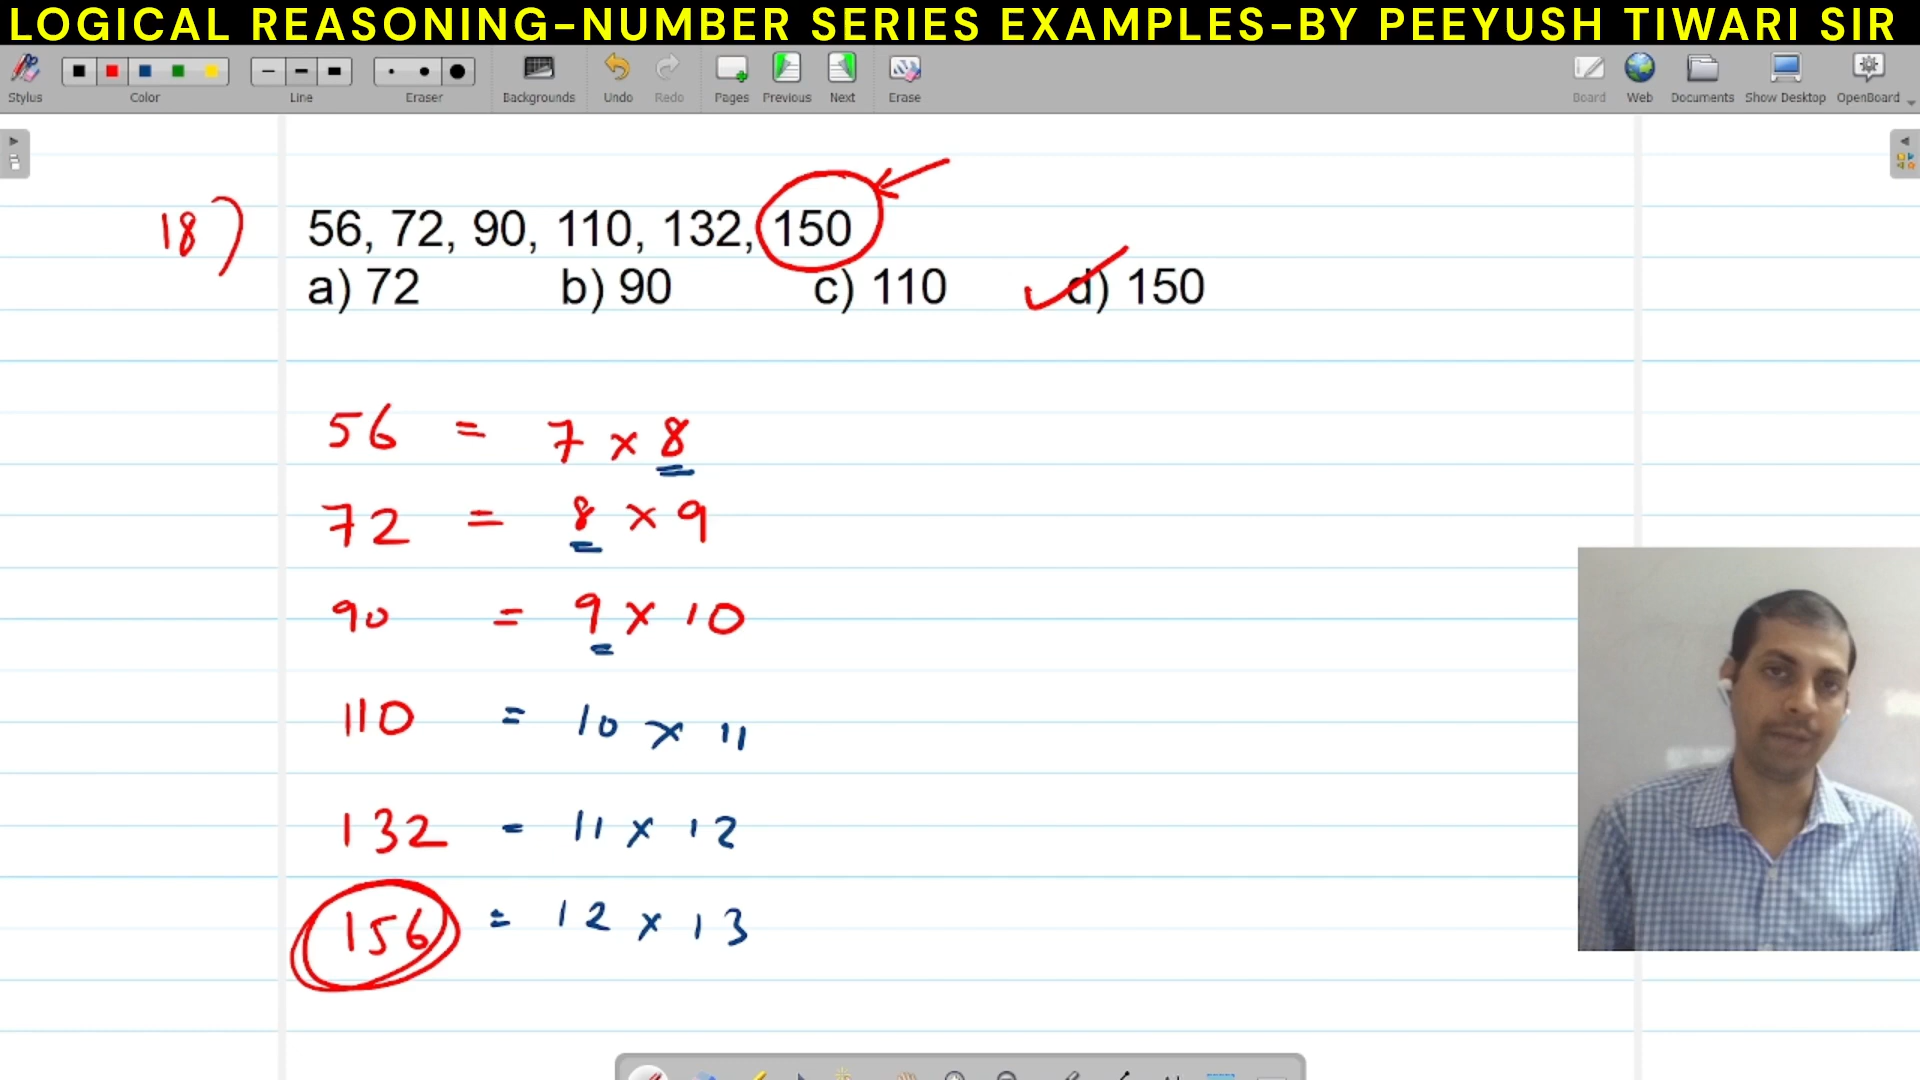 LOGICAL REASONING-NUMBER SERIES EXAMPLES-BY PEEYUSH TIWARI SIR
Stylus Color Line Eraser Backgrounds Undo Redo Pages Previous Next Erase Board Web Documents Show Desktop OpenBoard
18) 56, 72, 90, 110, 132, 150
a) 72 b) 90 c) 110 d) 150
56 = 7 x 8
72 = 8 x 9
90 = 9 x 10
110 = 10 x 11
132 = 11 x 12
156 = 12 x 13